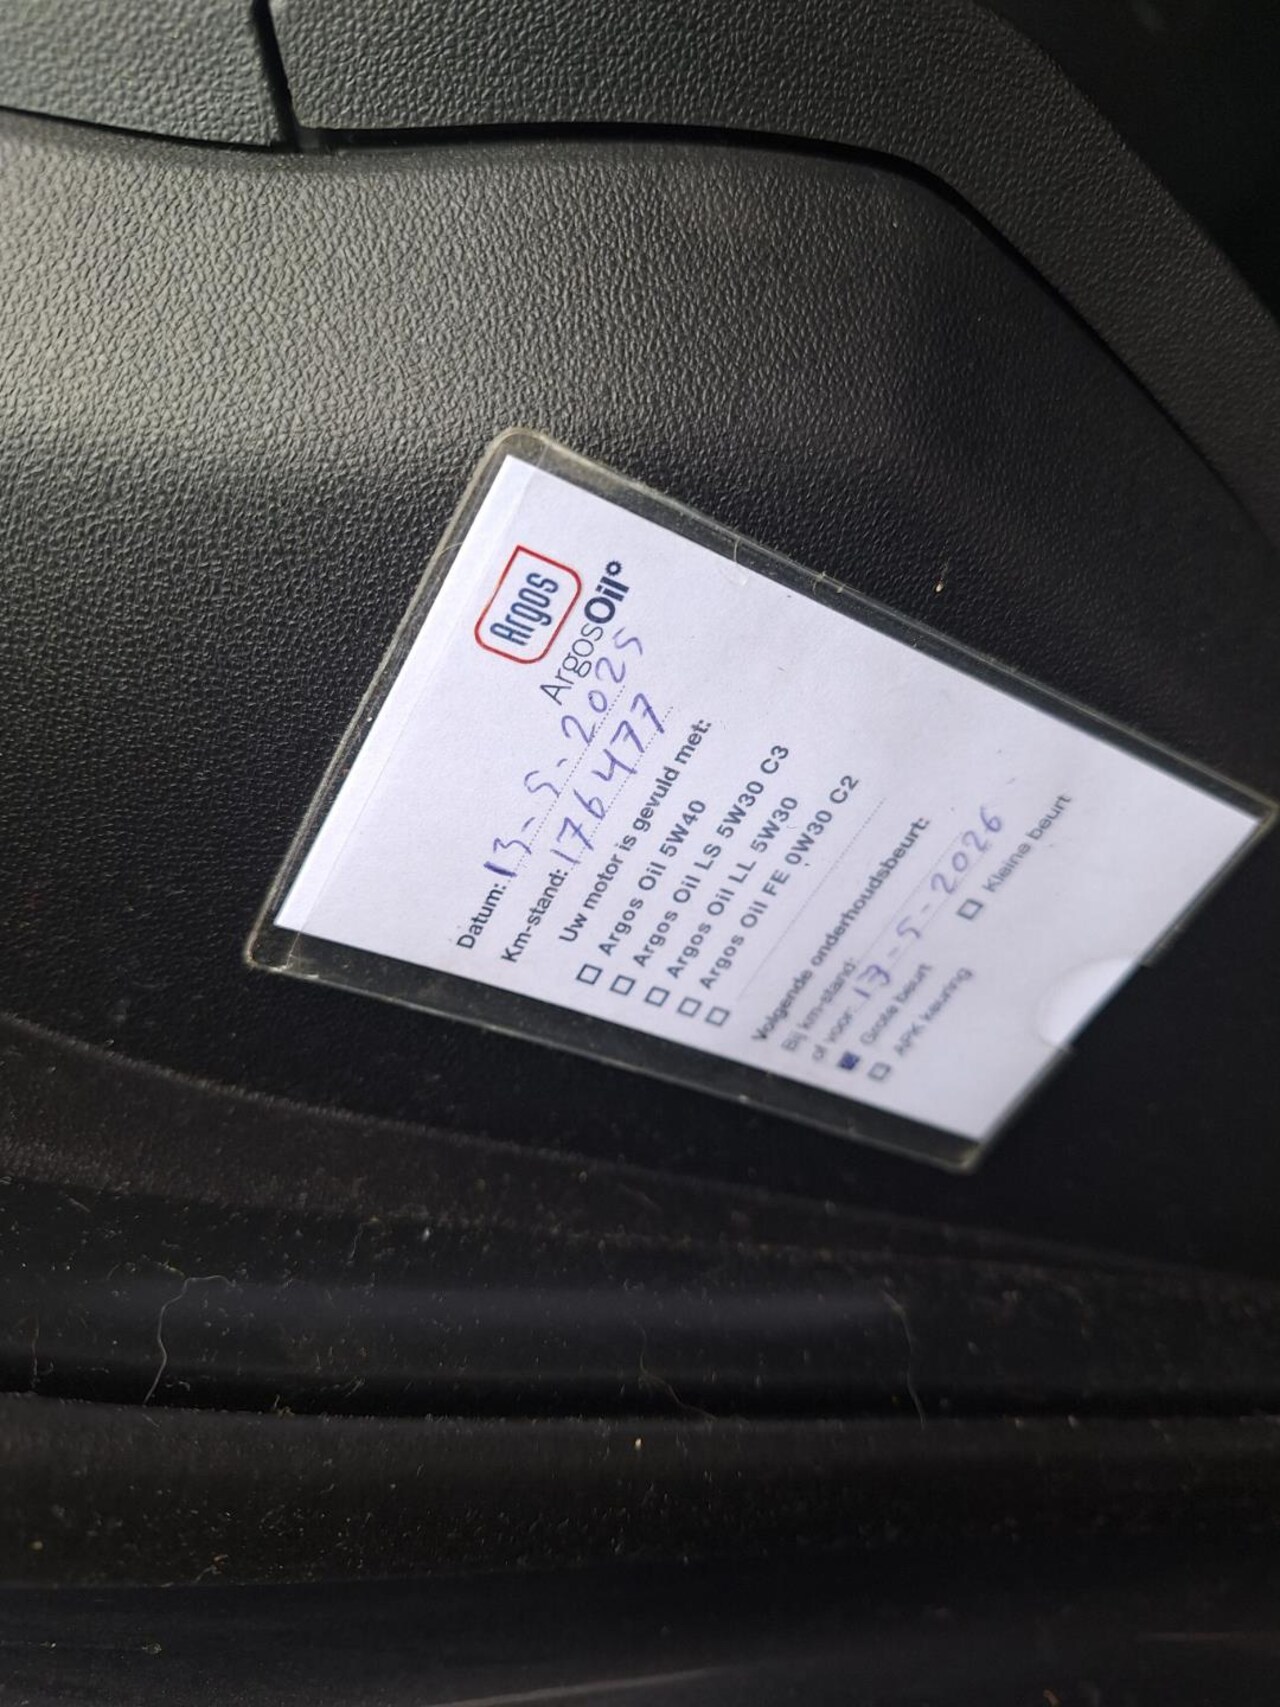 Argos
ArgosOil
Datum: 13-5-2025
Km-stand: 176477
Uw motor is gevuld met:
☐ Argos Oil 5W40
☐ Argos Oil LS 5W30 C3
☐ Argos Oil LL 5W30
☐ Argos Oil FE 0W30 C2
☐
Volgende onderhoudsbeurt:
Bij km-stand:
of voor: 13-5-2026
☒ Grote beurt ☐ Kleine beurt
☐ APK keuring